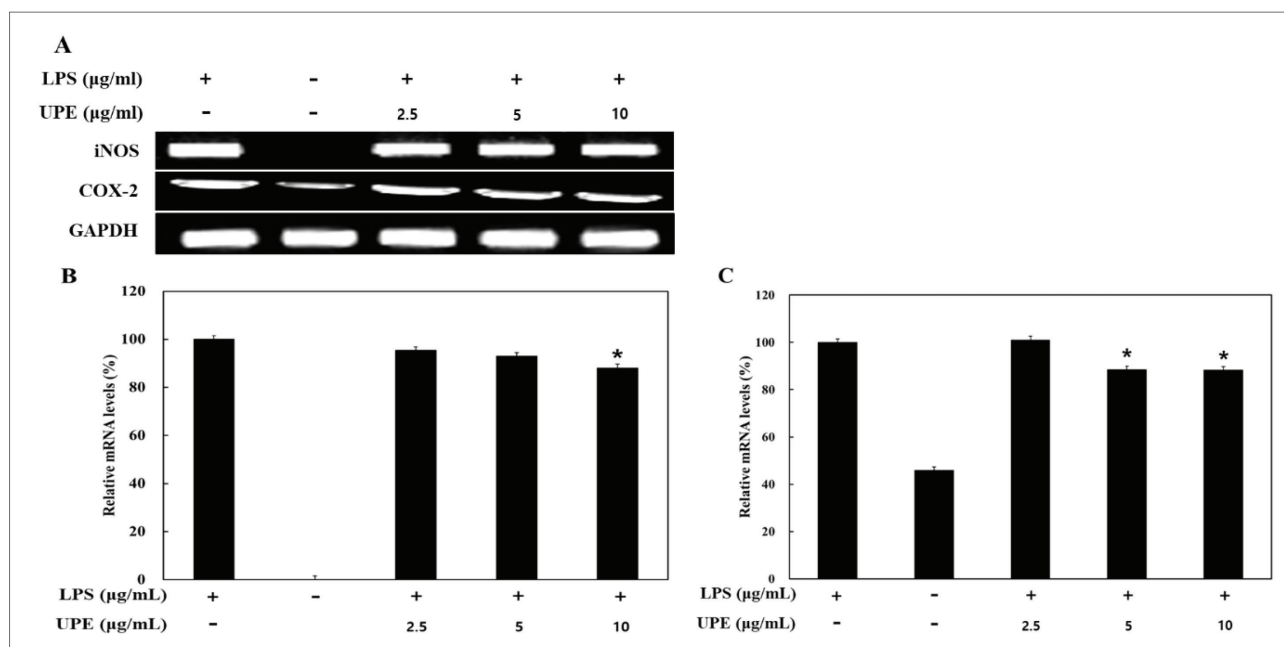 A
LPS (µg/ml) + - + + +
UPE (µg/ml) - - 2.5 5 10
iNOS
COX-2
GAPDH
B
Relative mRNA levels (%)
120
100
80
60
40
20
0
*
LPS (µg/mL) + - + + +
UPE (µg/mL) - - 2.5 5 10
C
Relative mRNA levels (%)
120
100
80
60
40
20
0
* *
LPS (µg/mL) + - + + +
UPE (µg/mL) - - 2.5 5 10